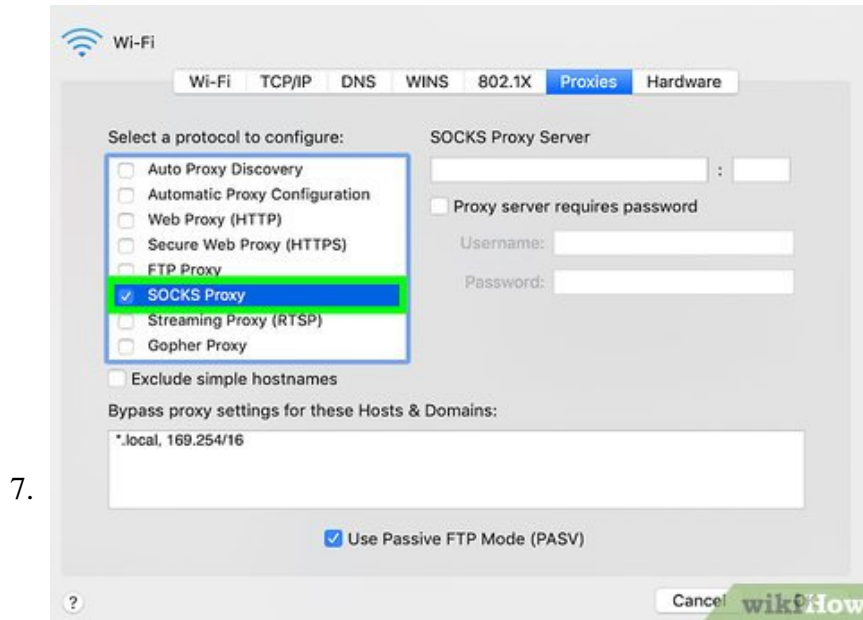 Wi-Fi
Wi-Fi TCP/IP DNS WINS 802.1X Proxies Hardware
Select a protocol to configure:
Auto Proxy Discovery
Automatic Proxy Configuration
Web Proxy (HTTP)
Secure Web Proxy (HTTPS)
FTP Proxy
SOCKS Proxy
Streaming Proxy (RTSP)
Gopher Proxy
SOCKS Proxy Server
:
Proxy server requires password
Username:
Password:
Exclude simple hostnames
Bypass proxy settings for these Hosts & Domains:
*.local, 169.254/16
7.
Use Passive FTP Mode (PASV)
?
Cancel
wikiHow